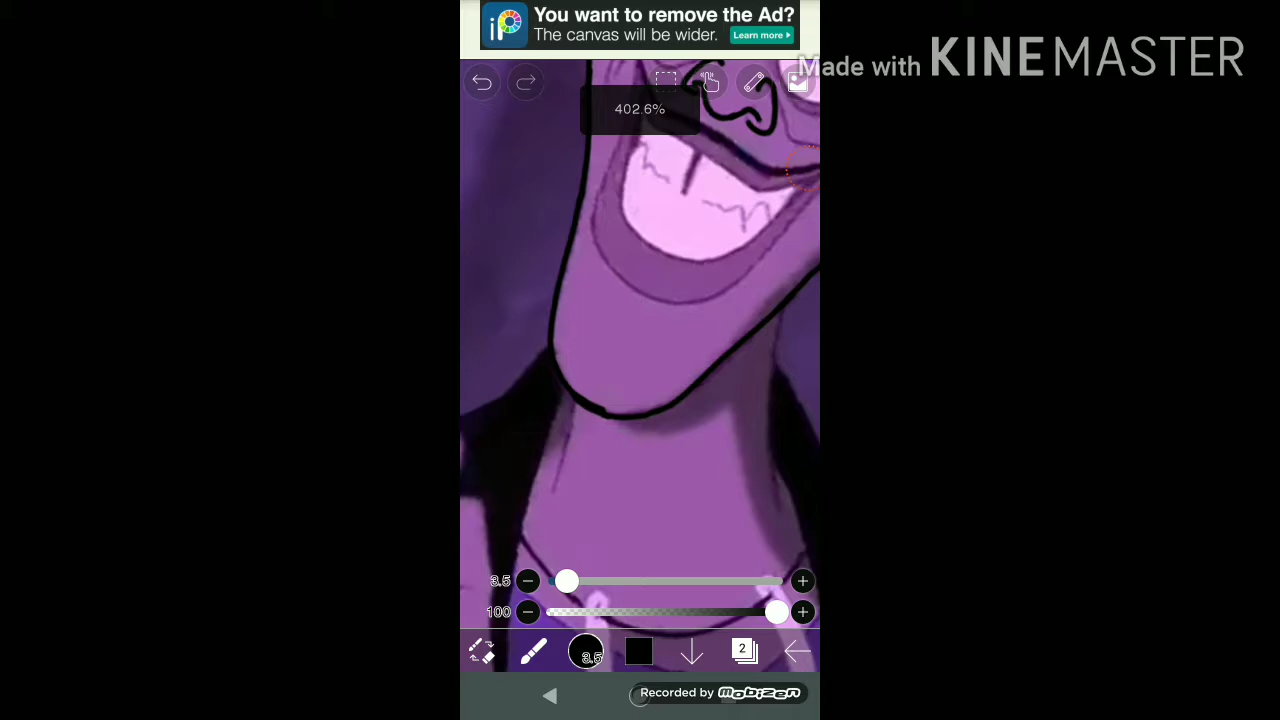 You want to remove the Ad?
The canvas will be wider.
Learn more
iP
Made with KINEMASTER
402.6%
3.5
100
3.5
2
Recorded by mobizen